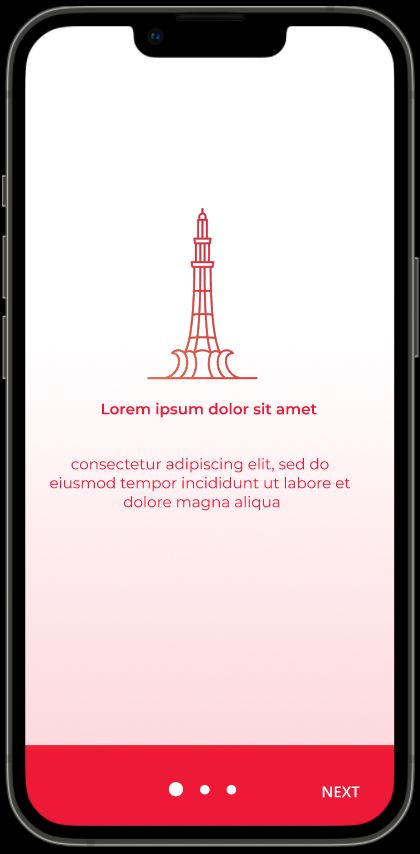 Lorem ipsum dolor sit amet
consectetur adipiscing elit, sed do
eiusmod tempor incididunt ut labore et
dolore magna aliqua
NEXT